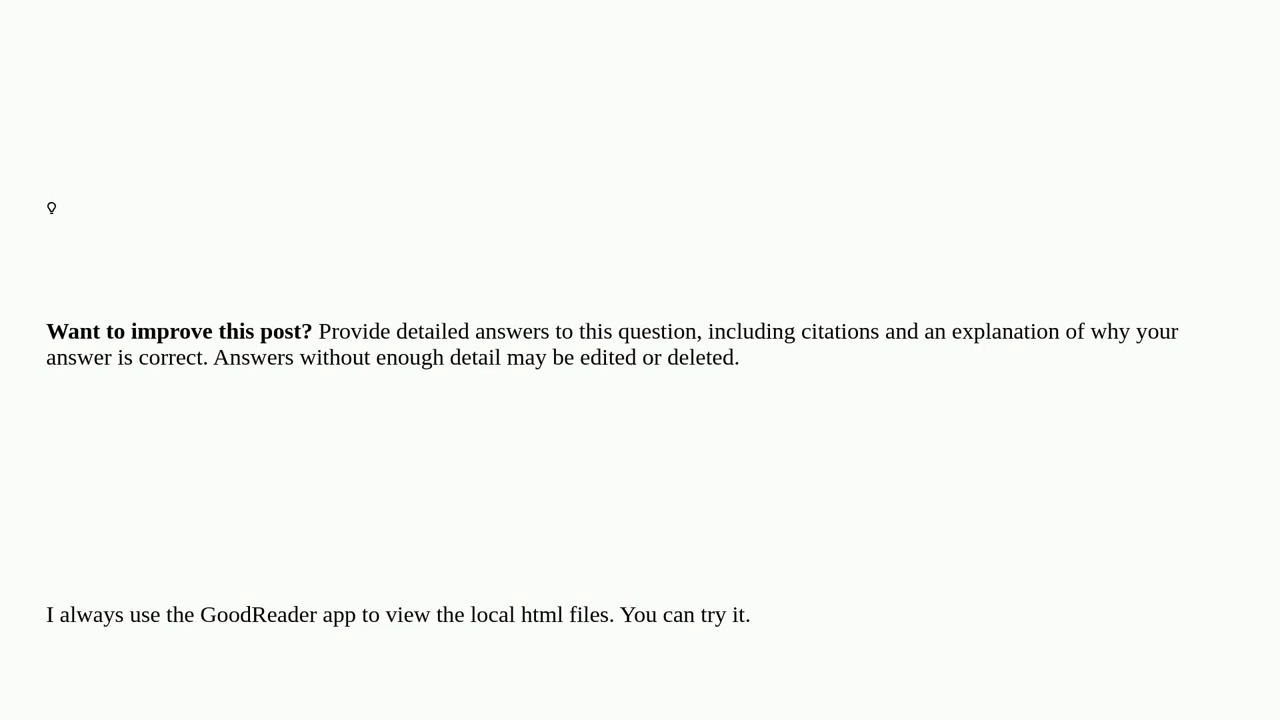 Want to improve this post? Provide detailed answers to this question, including citations and an explanation of why your
answer is correct. Answers without enough detail may be edited or deleted.
I always use the GoodReader app to view the local html files. You can try it.